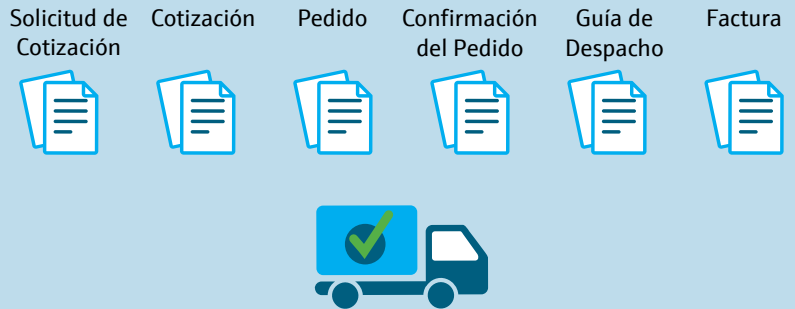 Solicitud de
Cotización
Cotización
Pedido
Confirmación
del Pedido
Guía de
Despacho
Factura